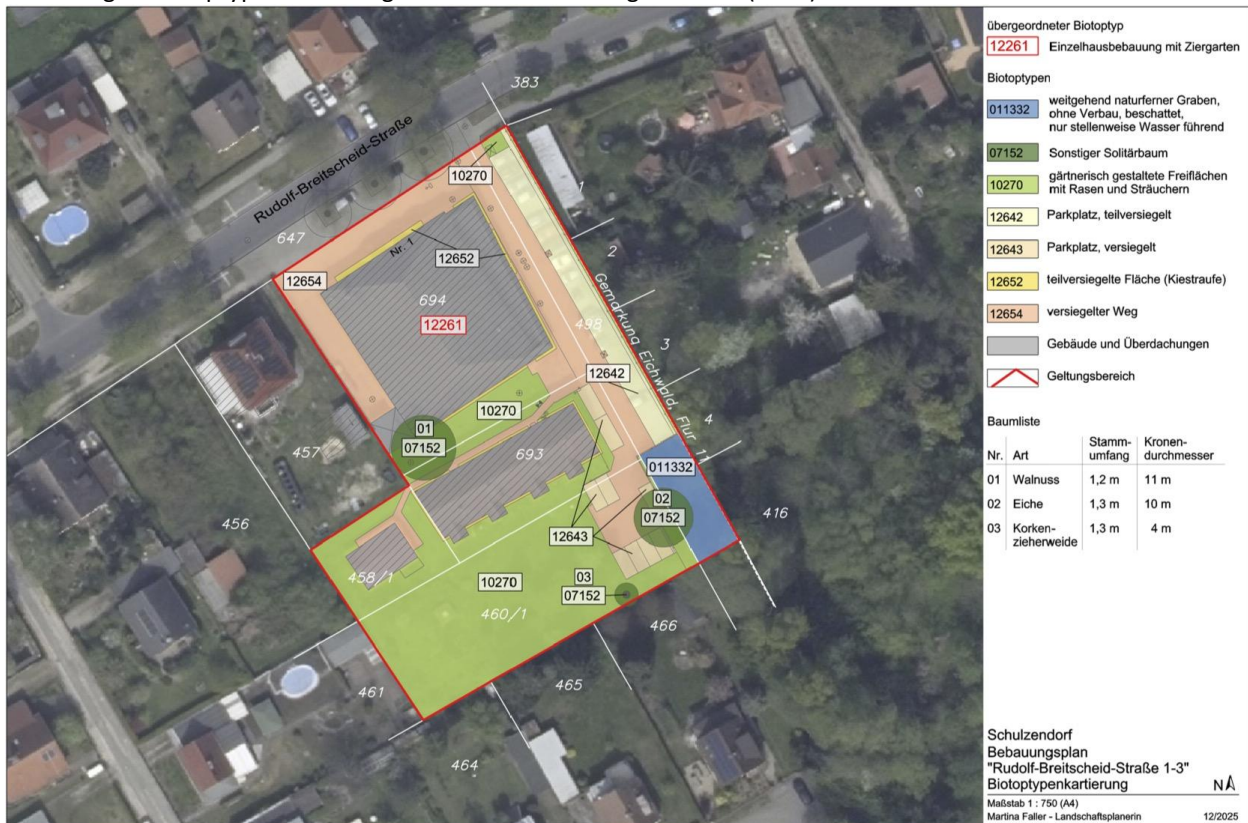 übergeordneter Biotoptyp
12261 Einzelhausbebauung mit Ziergarten
Biotoptypen
011332 weitgehend naturferner Graben,
ohne Verbau, beschattet,
nur stellenweise Wasser führend
07152 Sonstiger Solitärbaum
10270 gärtnerisch gestaltete Freiflächen
mit Rasen und Sträuchern
12642 Parkplatz, teilversiegelt
12643 Parkplatz, versiegelt
12652 teilversiegelte Fläche (Kiestraufe)
12654 versiegelter Weg
Gebäude und Überdachungen
Geltungsbereich
Baumliste
Nr. Art Stamm-umfang Kronen-durchmesser
01 Walnuss 1,2 m 11 m
02 Eiche 1,3 m 10 m
03 Korken-zieherweide 1,3 m 4 m
Schulzendorf
Bebauungsplan
"Rudolf-Breitscheid-Straße 1-3"
Biotoptypenkartierung
N
Maßstab 1 : 750 (A4)
Martina Faller - Landschaftsplanerin 12/2025
383
Rudolf-Breitscheid-Straße
10270
1
647
Nr. 1
12652
2
12654
694
12261
498
Gemarkung Eichwald, Flur 11
3
12642
10270
01
07152
4
457
693
011332
456
02
07152
416
12643
458/1
10270
03
07152
460/1
466
461
465
464